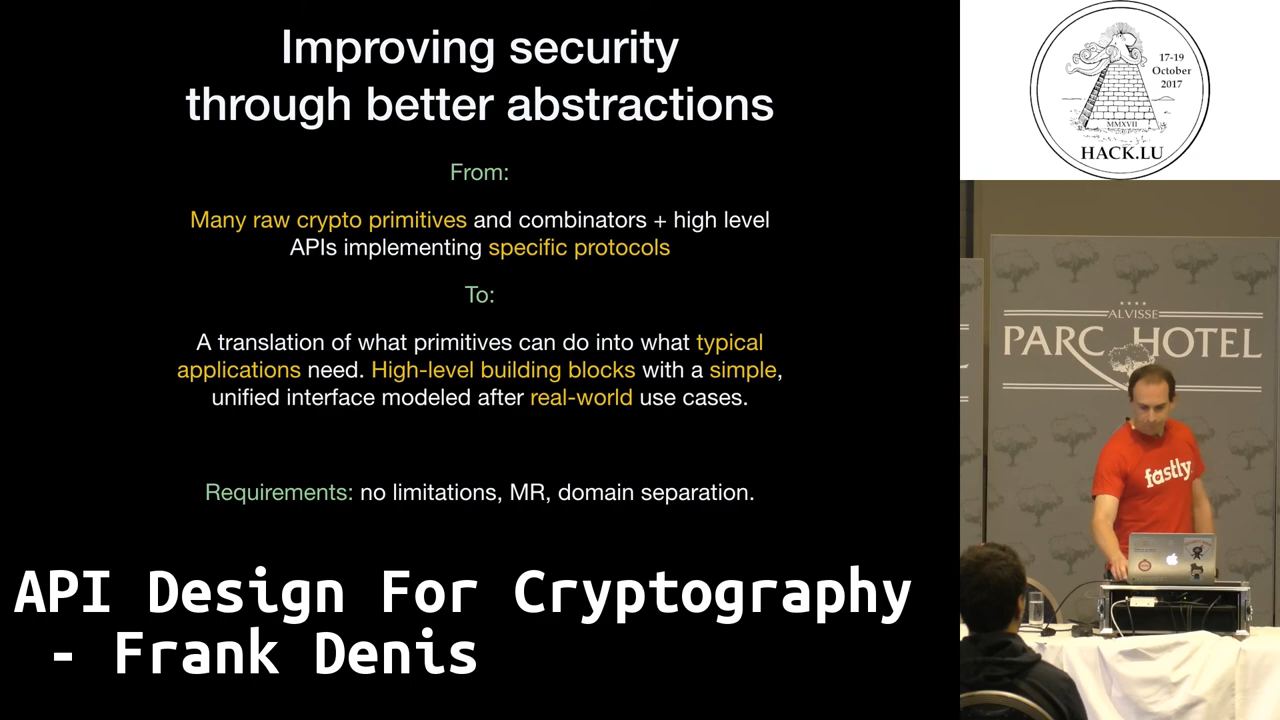 Improving security
through better abstractions
From:
Many raw crypto primitives and combinators + high level
APIs implementing specific protocols
To:
A translation of what primitives can do into what typical
applications need. High-level building blocks with a simple,
unified interface modeled after real-world use cases.
Requirements: no limitations, MR, domain separation.
API Design For Cryptography
- Frank Denis
17-19
October
2017
MMXVII
HACK.LU
ALVISSE
PARC HOTEL
fastly